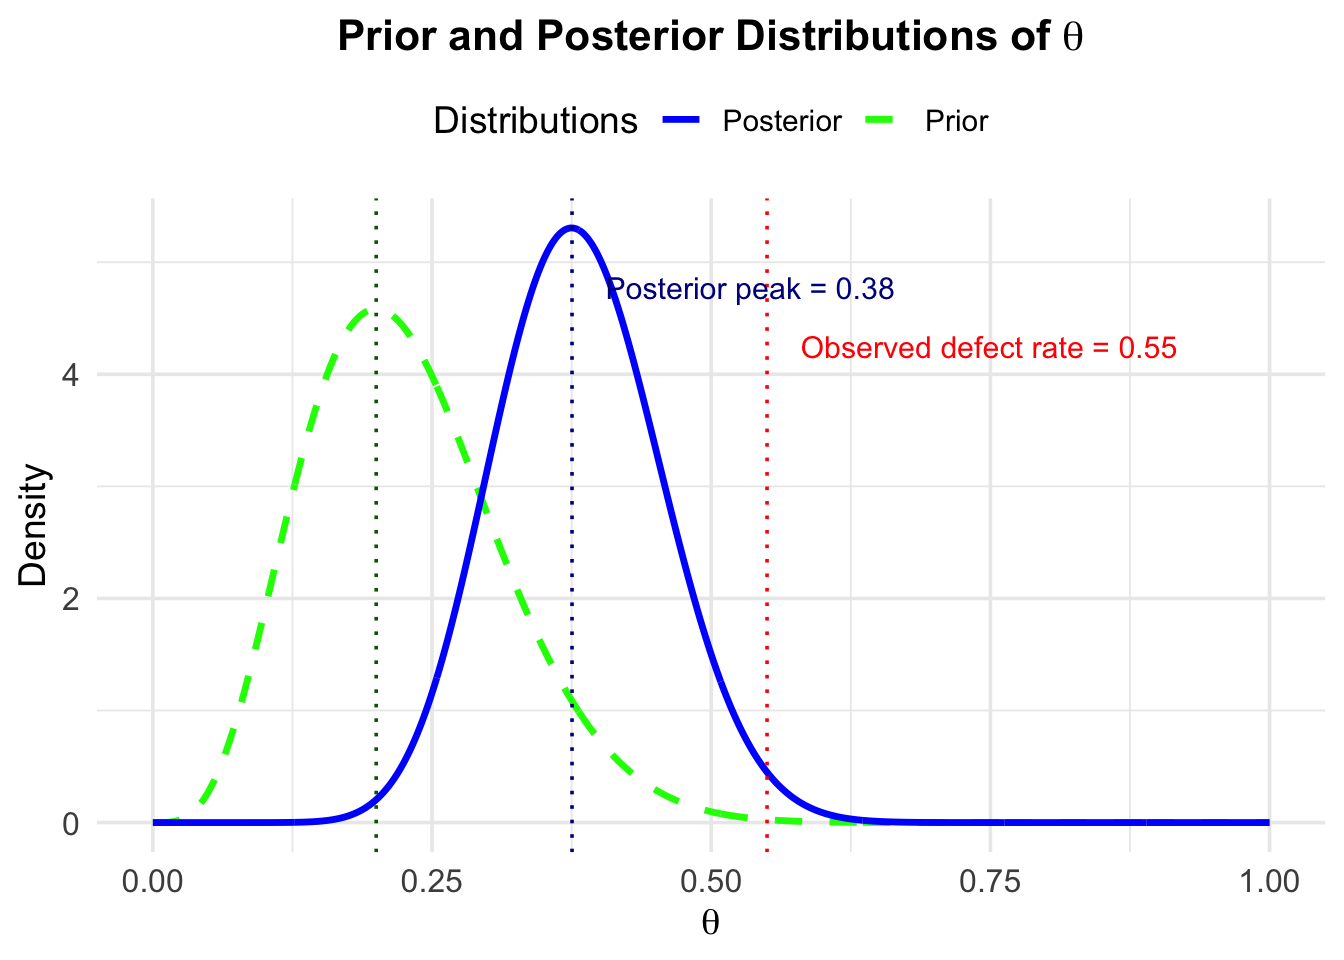 Prior and Posterior Distributions of θ
Distributions Posterior Prior
Posterior peak = 0.38
Observed defect rate = 0.55
Density
4
2
0
0.00 0.25 0.50 0.75 1.00
θ